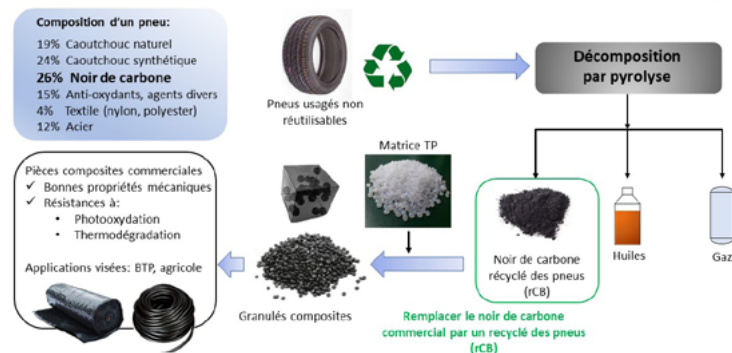 Composition d'un pneu:
19% Caoutchouc naturel
24% Caoutchouc synthétique
26% Noir de carbone
15% Anti-oxydants, agents divers
4% Textile (nylon, polyester)
12% Acier
Pneus usagés non
réutilisables
Décomposition
par pyrolyse
Matrice TP
Pièces composites commerciales
✓ Bonnes propriétés mécaniques
✓ Résistances à:
• Photooxydation
• Thermodégradation
Applications visées: BTP, agricole
Granulés composites
Noir de carbone
récyclé des pneus
(rCB)
Huiles
Gaz
Remplacer le noir de carbone
commercial par un recyclé des pneus
(rCB)